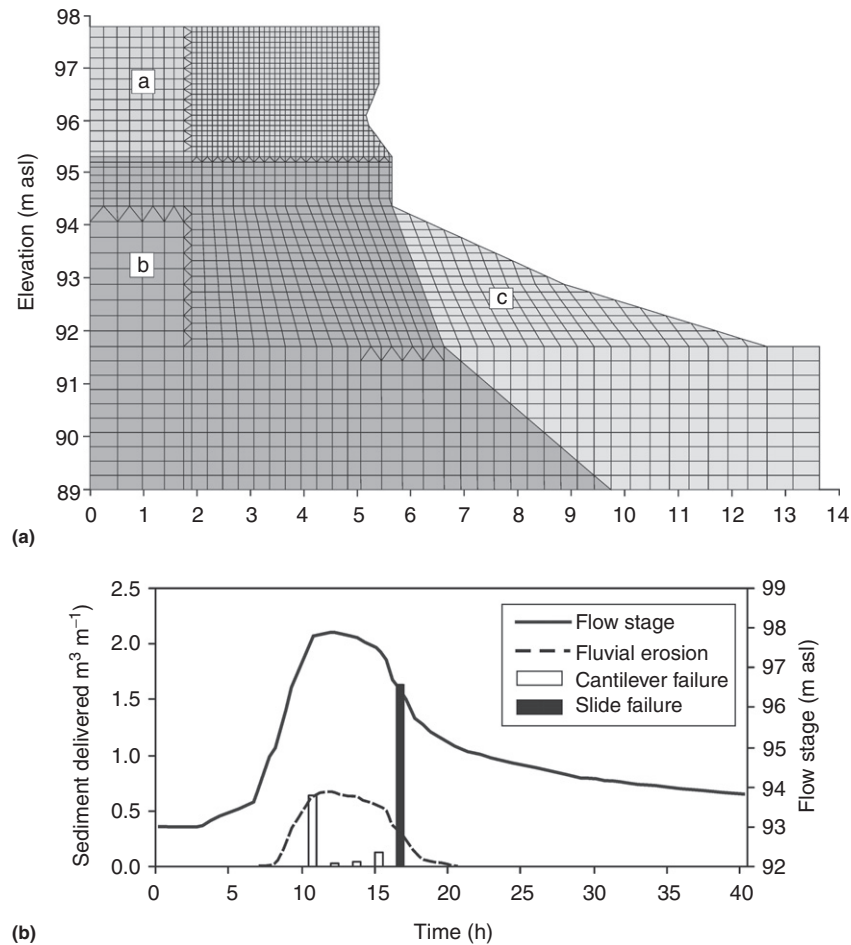 98
97
96
95
94
93
92
91
90
89
Elevation (m asl)
a
b
c
0 1 2 3 4 5 6 7 8 9 10 11 12 13 14
(a)
2.5
2.0
1.5
1.0
0.5
0.0
Sediment delivered m³ m⁻¹
Flow stage
Fluvial erosion
Cantilever failure
Slide failure
99
98
97
96
95
94
93
92
Flow stage (m asl)
0 5 10 15 20 25 30 35 40
Time (h)
(b)